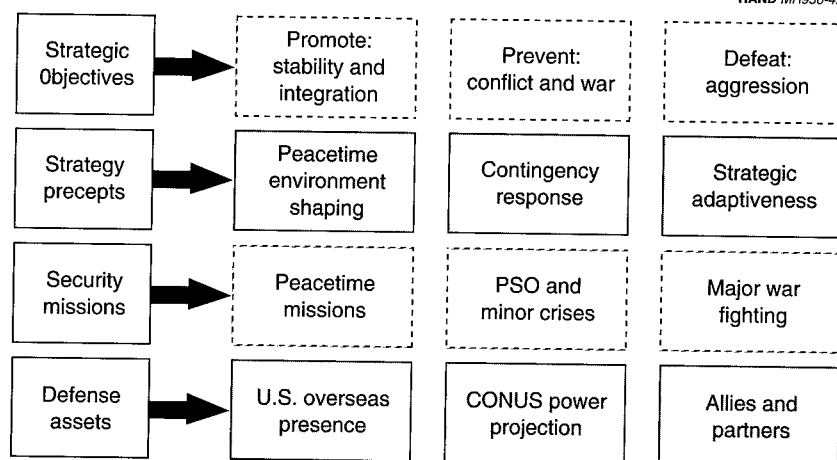 RAND
Strategic
Objectives
Promote:
stability and
integration
Prevent:
conflict and war
Defeat:
aggression
Strategy
precepts
Peacetime
environment
shaping
Contingency
response
Strategic
adaptiveness
Security
missions
Peacetime
missions
PSO and
minor crises
Major war
fighting
Defense
assets
U.S. overseas
presence
CONUS power
projection
Allies and
partners